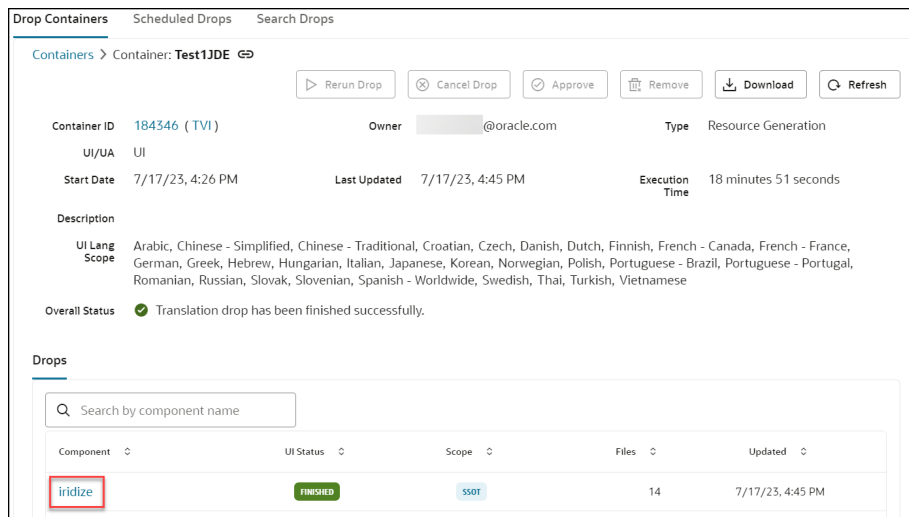 Drop Containers Scheduled Drops Search Drops
Containers > Container: Test1JDE
Rerun Drop Cancel Drop Approve Remove Download Refresh
Container ID 184346 ( TVI ) Owner @oracle.com Type Resource Generation
UI/UA UI
Start Date 7/17/23, 4:26 PM Last Updated 7/17/23, 4:45 PM Execution Time 18 minutes 51 seconds
Description
UI Lang Scope Arabic, Chinese - Simplified, Chinese - Traditional, Croatian, Czech, Danish, Dutch, Finnish, French - Canada, French - France,
German, Greek, Hebrew, Hungarian, Italian, Japanese, Korean, Norwegian, Polish, Portuguese - Brazil, Portuguese - Portugal,
Romanian, Russian, Slovak, Slovenian, Spanish - Worldwide, Swedish, Thai, Turkish, Vietnamese
Overall Status Translation drop has been finished successfully.
Drops
Search by component name
Component UI Status Scope Files Updated
iridize FINISHED SSOT 14 7/17/23, 4:45 PM